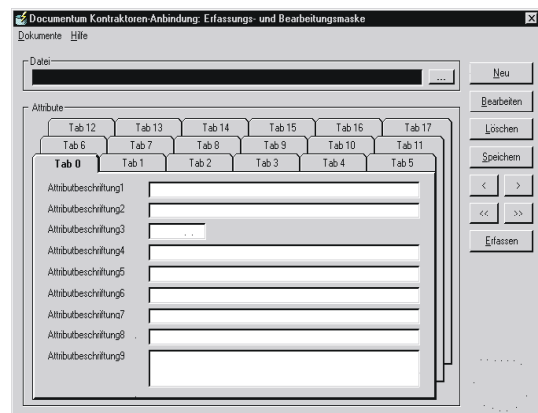 Documentum Kontraktoren-Anbindung: Erfassungs- und Bearbeitungsmaske
Dokumente Hilfe
Datei
...
Neu
Bearbeiten
Löschen
Speichern
< >
<< >>
Erfassen
Attribute
Tab 12 Tab 13 Tab 14 Tab 15 Tab 16 Tab 17
Tab 6 Tab 7 Tab 8 Tab 9 Tab 10 Tab 11
Tab 0 Tab 1 Tab 2 Tab 3 Tab 4 Tab 5
Attributbeschriftung1
Attributbeschriftung2
Attributbeschriftung3
. .
Attributbeschriftung4
Attributbeschriftung5
Attributbeschriftung6
Attributbeschriftung7
Attributbeschriftung8
Attributbeschriftung9